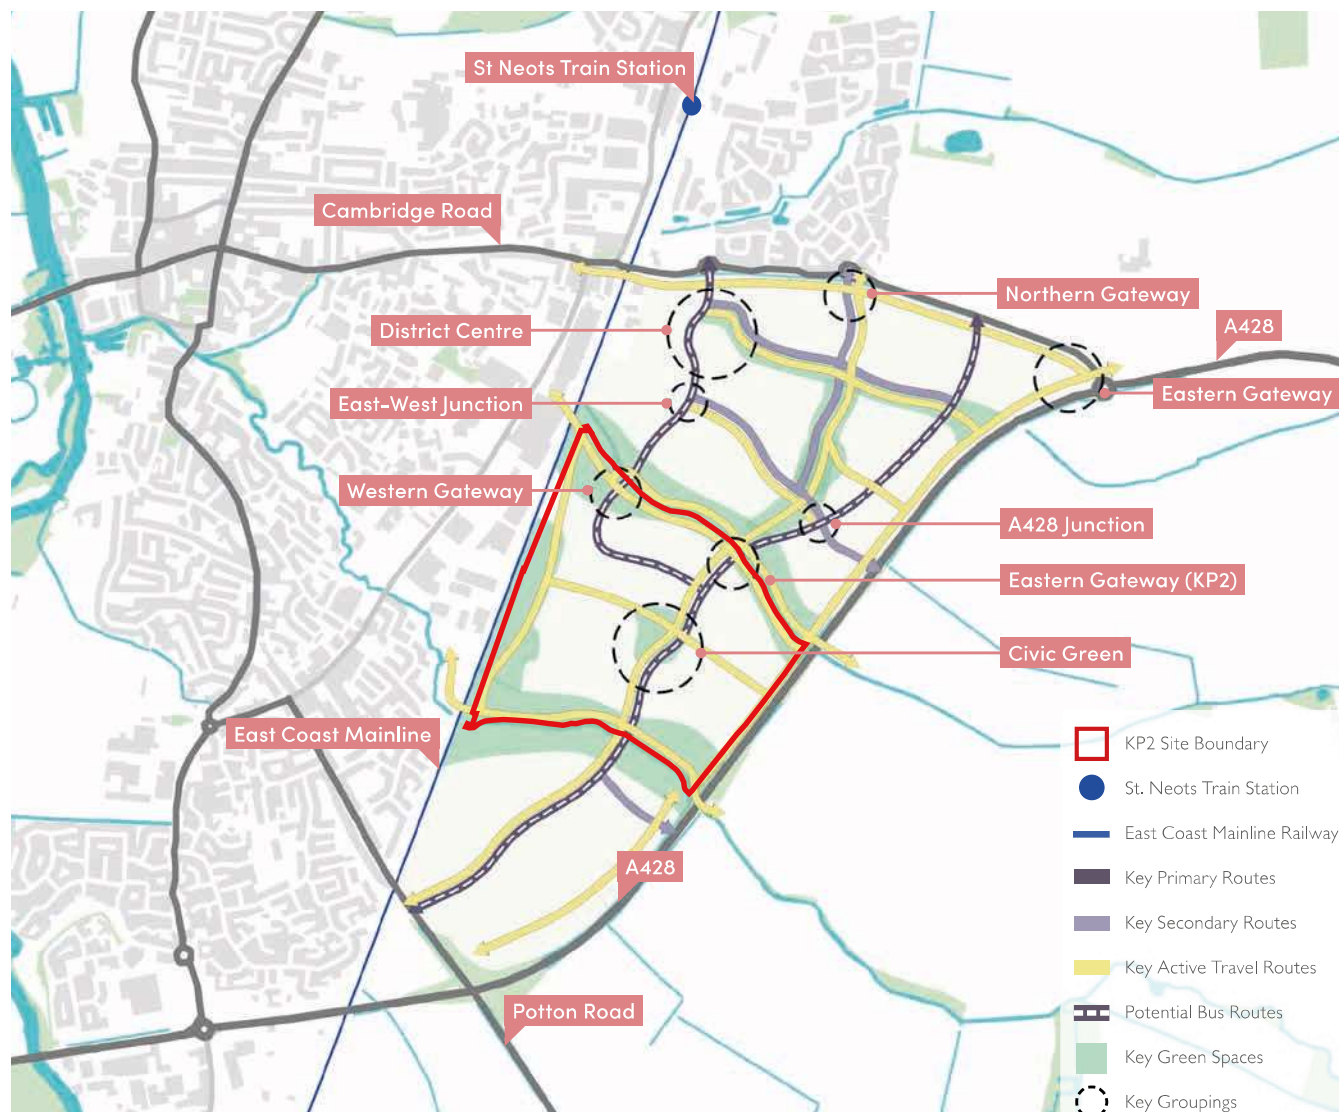 St Neots Train Station
Cambridge Road
Northern Gateway
A428
District Centre
Eastern Gateway
East-West Junction
Western Gateway
A428 Junction
Eastern Gateway (KP2)
Civic Green
East Coast Mainline
A428
Potton Road
KP2 Site Boundary
St. Neots Train Station
East Coast Mainline Railway
Key Primary Routes
Key Secondary Routes
Key Active Travel Routes
Potential Bus Routes
Key Green Spaces
Key Groupings